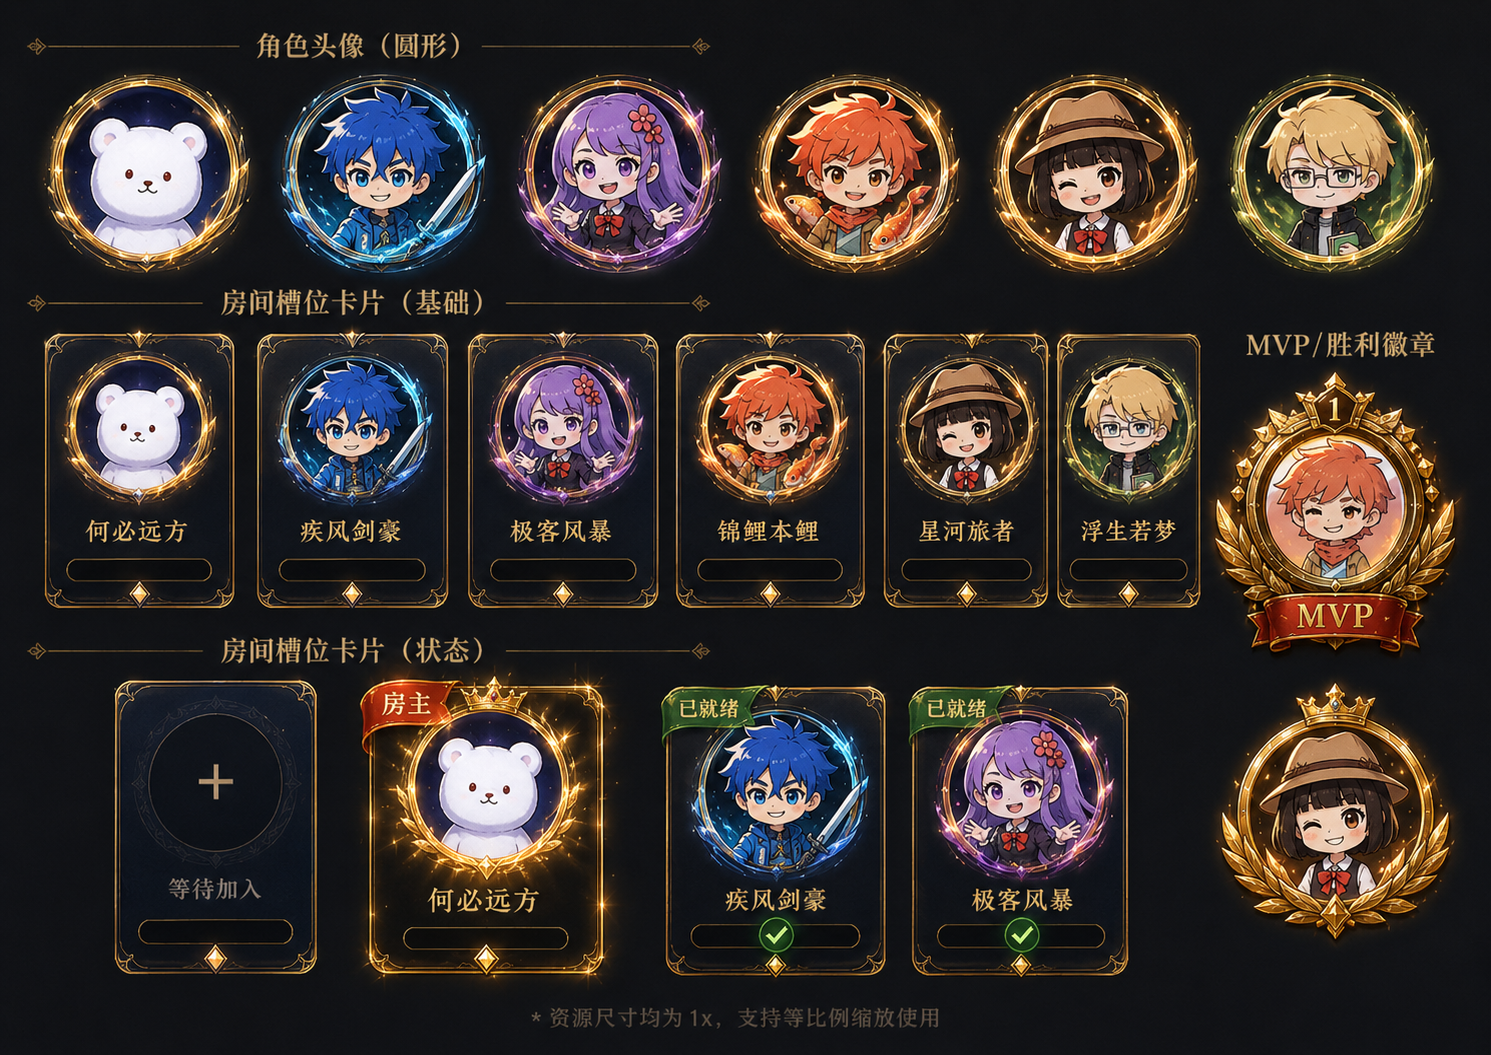 角色头像（圆形）
房间槽位卡片（基础）
何必远方
疾风剑豪
极客风暴
锦鲤本鲤
星河旅者
浮生若梦
MVP/胜利徽章
1
MVP
房间槽位卡片（状态）
+
等待加入
房主
何必远方
已就绪
疾风剑豪
已就绪
极客风暴
* 资源尺寸均为 1x，支持等比例缩放使用